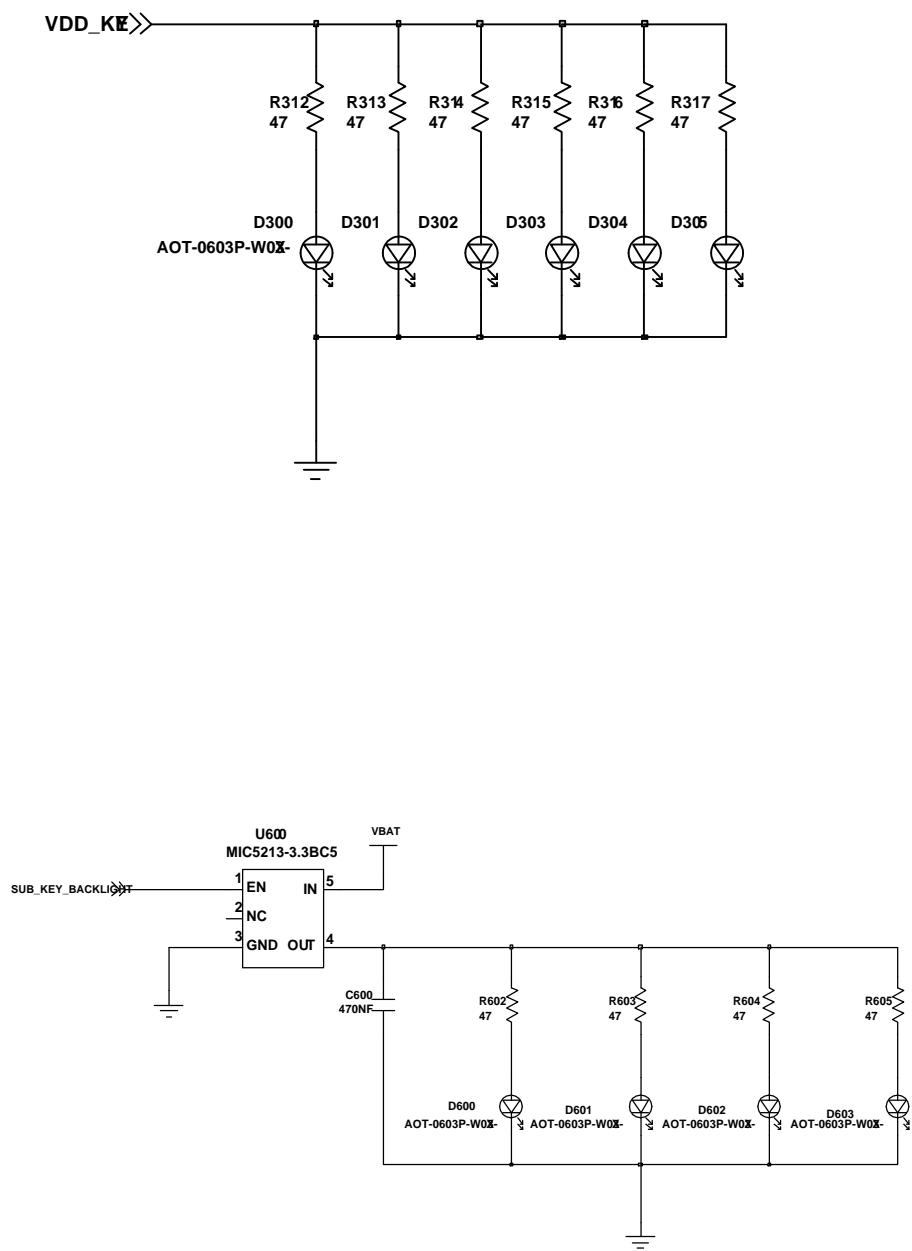 VDD_KEY
R312 R313 R314 R315 R316 R317
47 47 47 47 47 47
D300 D301 D302 D303 D304 D305
AOT-0603P-W0X-
U600
MIC5213-3.3BC5
VBAT
SUB_KEY_BACKLIGHT
1 EN IN 5
2 NC
3 GND OUT 4
C600
470NF
R602 R603 R604 R605
47 47 47 47
D600 D601 D602 D603
AOT-0603P-W0X- AOT-0603P-W0X- AOT-0603P-W0X- AOT-0603P-W0X-